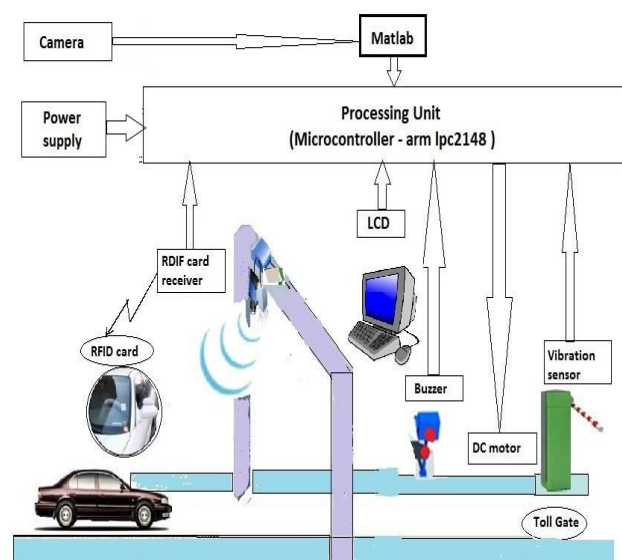 Camera
Matlab
Power
supply
Processing Unit
(Microcontroller - arm lpc2148 )
LCD
RDIF card
receiver
RFID card
Buzzer
Vibration
sensor
DC motor
Toll Gate